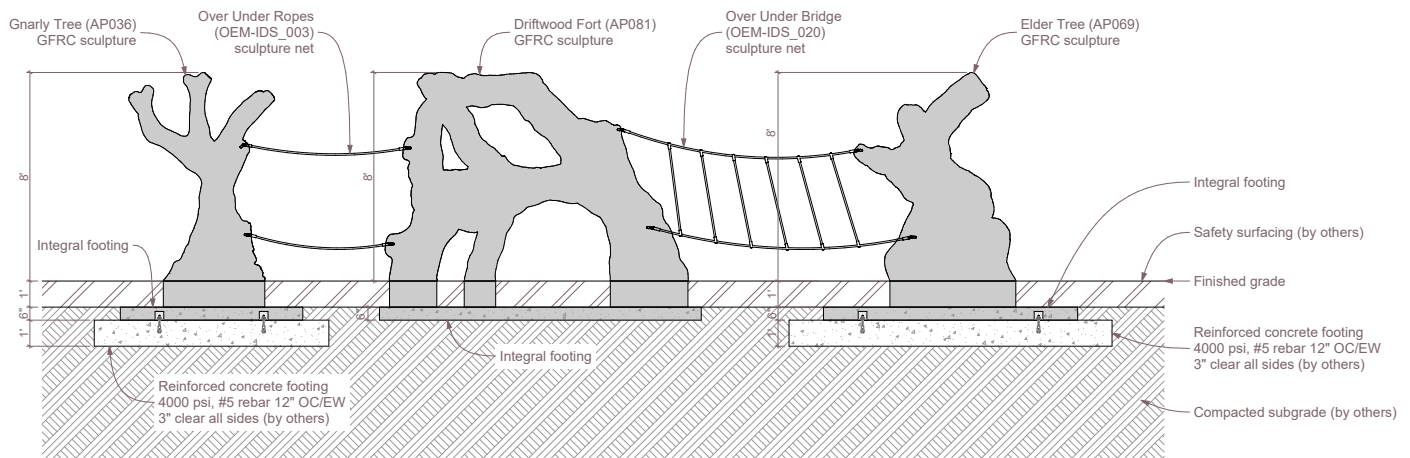 Gnarly Tree (AP036)
GFRC sculpture
Over Under Ropes
(OEM-IDS_003)
sculpture net
Driftwood Fort (AP081)
GFRC sculpture
Over Under Bridge
(OEM-IDS_020)
sculpture net
Elder Tree (AP069)
GFRC sculpture
8'
8'
8'
Integral footing
Integral footing
Safety surfacing (by others)
Finished grade
1'
6"
1'
6"
1'
6"
1'
Integral footing
Reinforced concrete footing
4000 psi, #5 rebar 12" OC/EW
3" clear all sides (by others)
Reinforced concrete footing
4000 psi, #5 rebar 12" OC/EW
3" clear all sides (by others)
Compacted subgrade (by others)